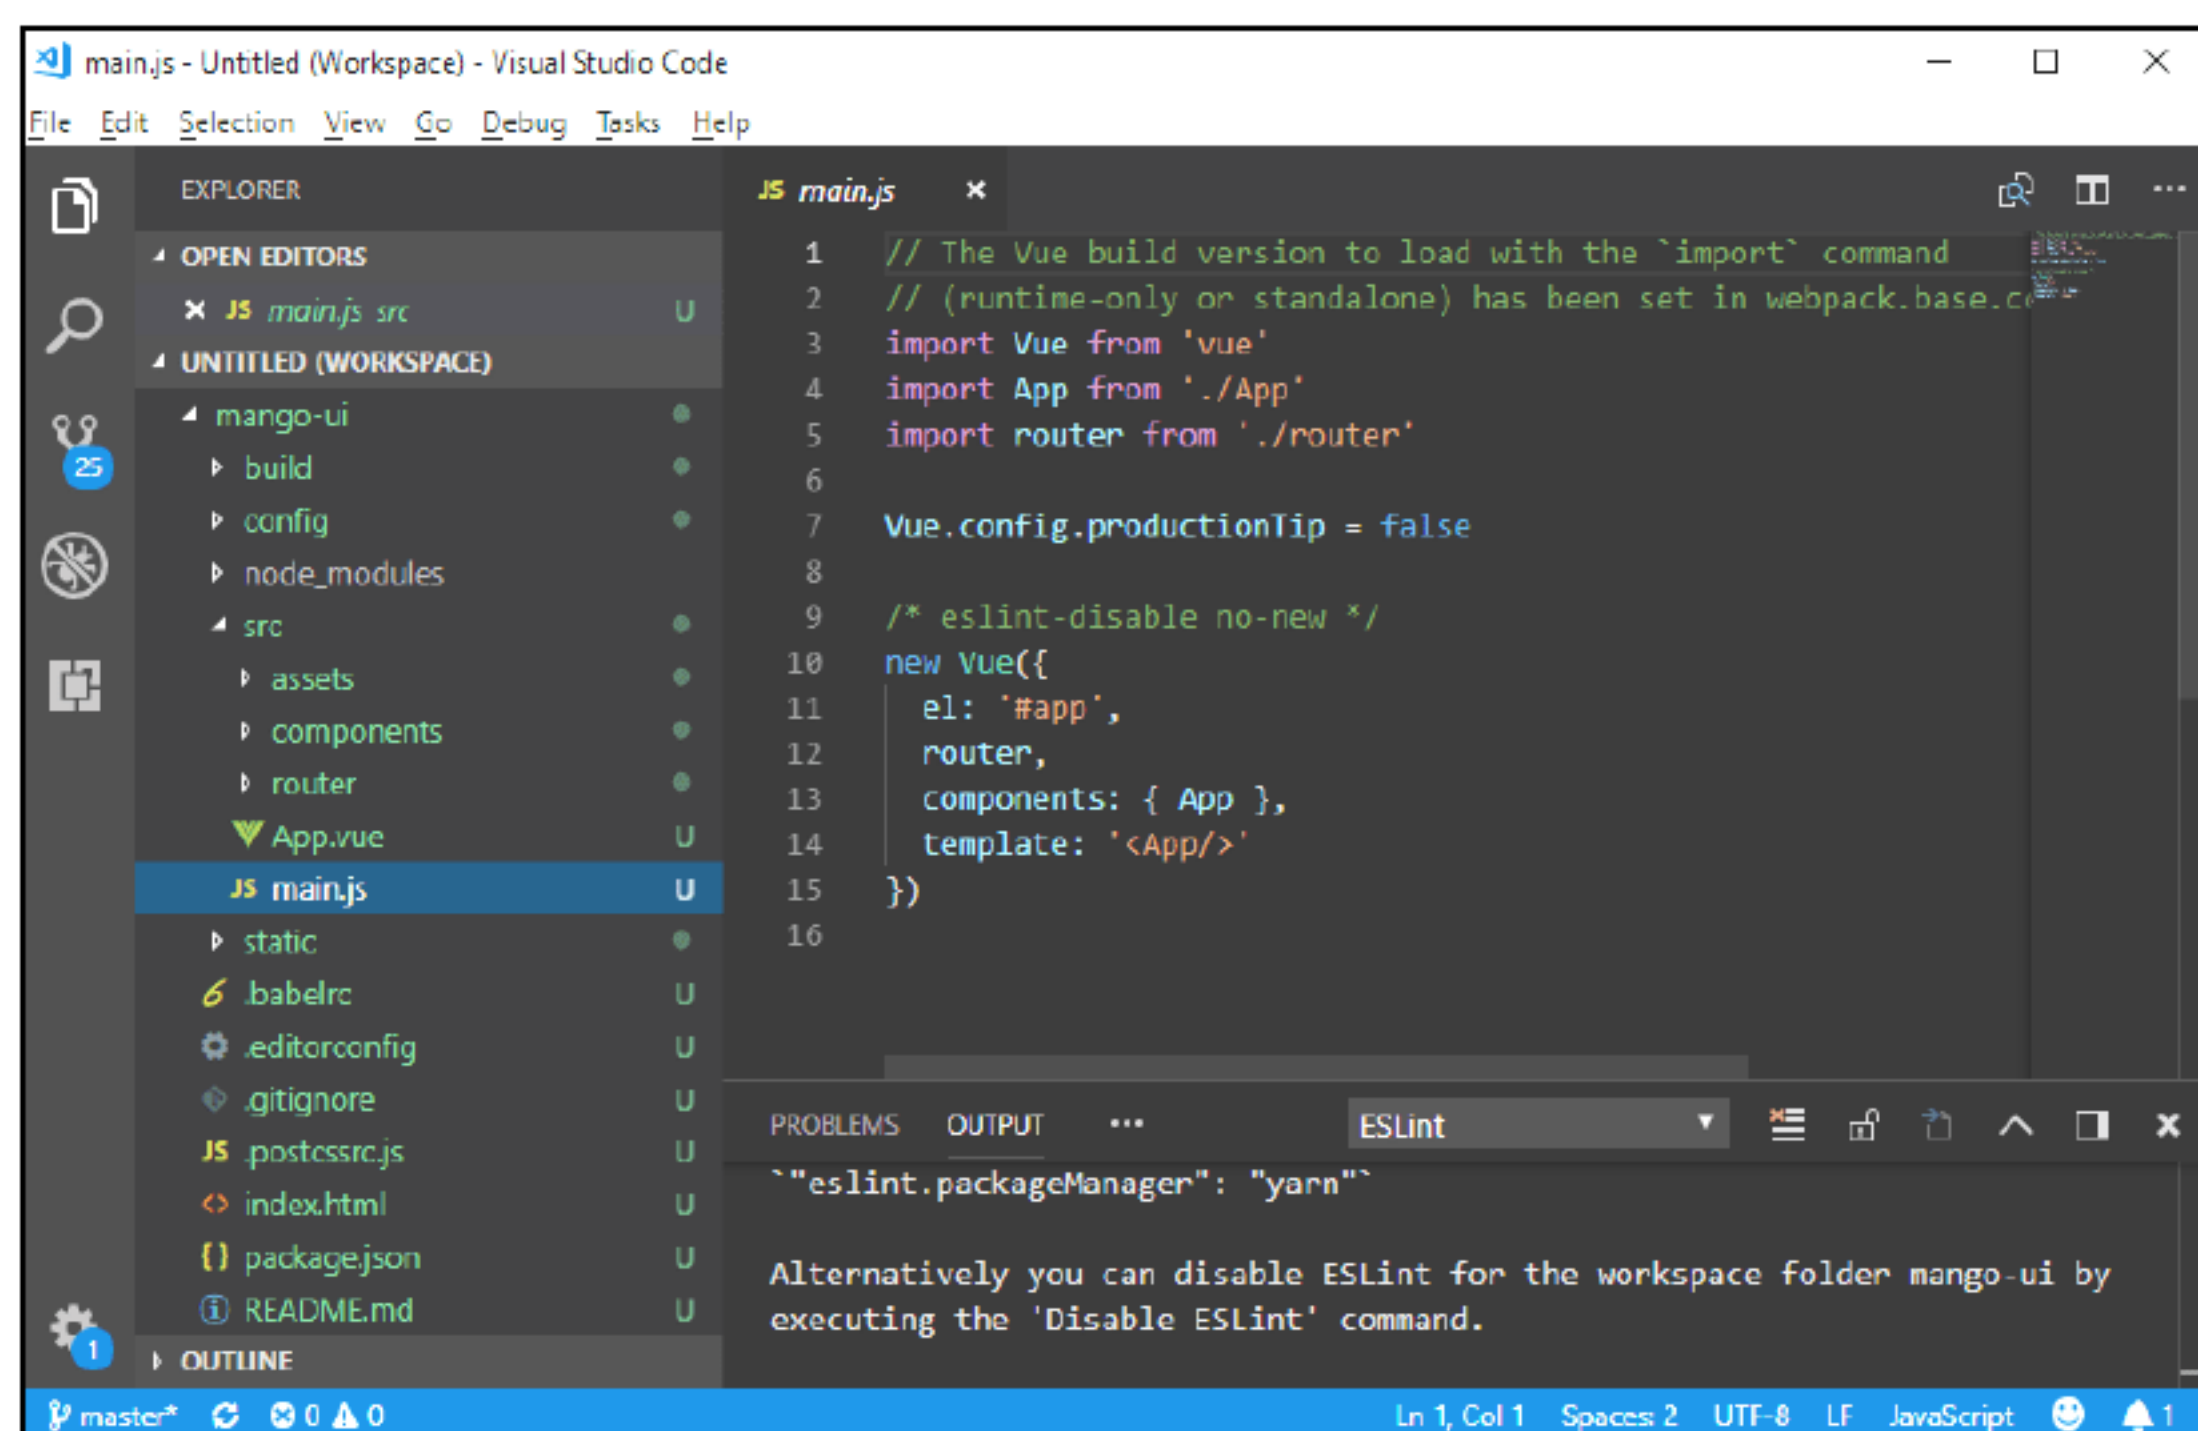 main.js - Untitled (Workspace) - Visual Studio Code
File Edit Selection View Go Debug Tasks Help
EXPLORER
OPEN EDITORS
JS main.js src U
UNTITLED (WORKSPACE)
mango-ui
build
config
node_modules
src
assets
components
router
App.vue U
JS main.js U
static
.babelrc U
.editorconfig U
.gitignore U
JS .postcssrc.js U
<> index.html U
{} package.json U
README.md U
OUTLINE
25
1
JS main.js
1 // The Vue build version to load with the `import` command
2 // (runtime-only or standalone) has been set in webpack.base.c
3 import Vue from 'vue'
4 import App from './App'
5 import router from './router'
6
7 Vue.config.productionTip = false
8
9 /* eslint-disable no-new */
10 new Vue({
11 el: '#app',
12 router,
13 components: { App },
14 template: '<App/>'
15 })
16
PROBLEMS OUTPUT ... ESLint
`"eslint.packageManager": "yarn"`
Alternatively you can disable ESLint for the workspace folder mango-ui by
executing the 'Disable ESLint' command.
master* 0 0 Ln 1, Col 1 Spaces: 2 UTF-8 LF JavaScript 1